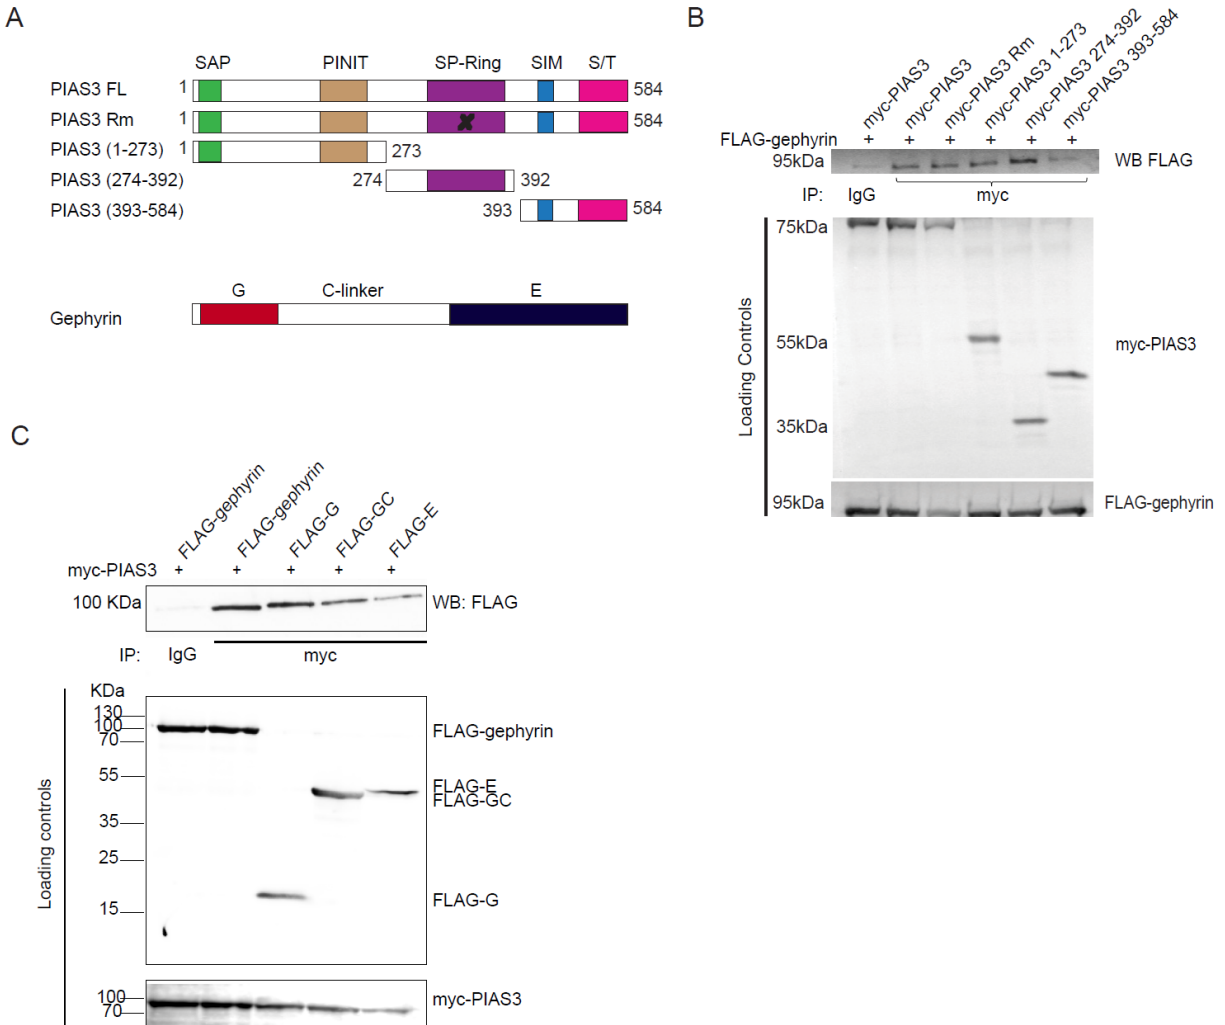 A
SAP PINIT SP-Ring SIM S/T
PIAS3 FL 1 584
PIAS3 Rm 1 584
PIAS3 (1-273) 1 273
PIAS3 (274-392) 274 392
PIAS3 (393-584) 393 584
G C-linker E
Gephyrin
B
myc-PIAS3
myc-PIAS3
myc-PIAS3 Rm
myc-PIAS3 1-273
myc-PIAS3 274-392
myc-PIAS3 393-584
FLAG-gephyrin + + + + + +
95kDa WB FLAG
IP: IgG myc
75kDa
55kDa myc-PIAS3
35kDa
Loading Controls
95kDa FLAG-gephyrin
C
FLAG-gephyrin
FLAG-gephyrin
FLAG-G
FLAG-GC
FLAG-E
myc-PIAS3 + + + + +
100 KDa WB: FLAG
IP: IgG myc
KDa
130
100 FLAG-gephyrin
70
55 FLAG-E
FLAG-GC
35
25
15 FLAG-G
Loading controls
100 myc-PIAS3
70